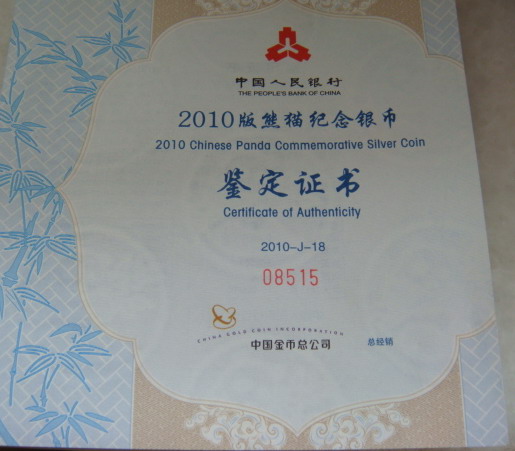 中国人民银行
THE PEOPLE'S BANK OF CHINA
2010版熊猫纪念银币
2010 Chinese Panda Commemorative Silver Coin
鉴定证书
Certificate of Authenticity
2010-J-18
08515
CHINA GOLD COIN INCORPORATION
中国金币总公司 总经销